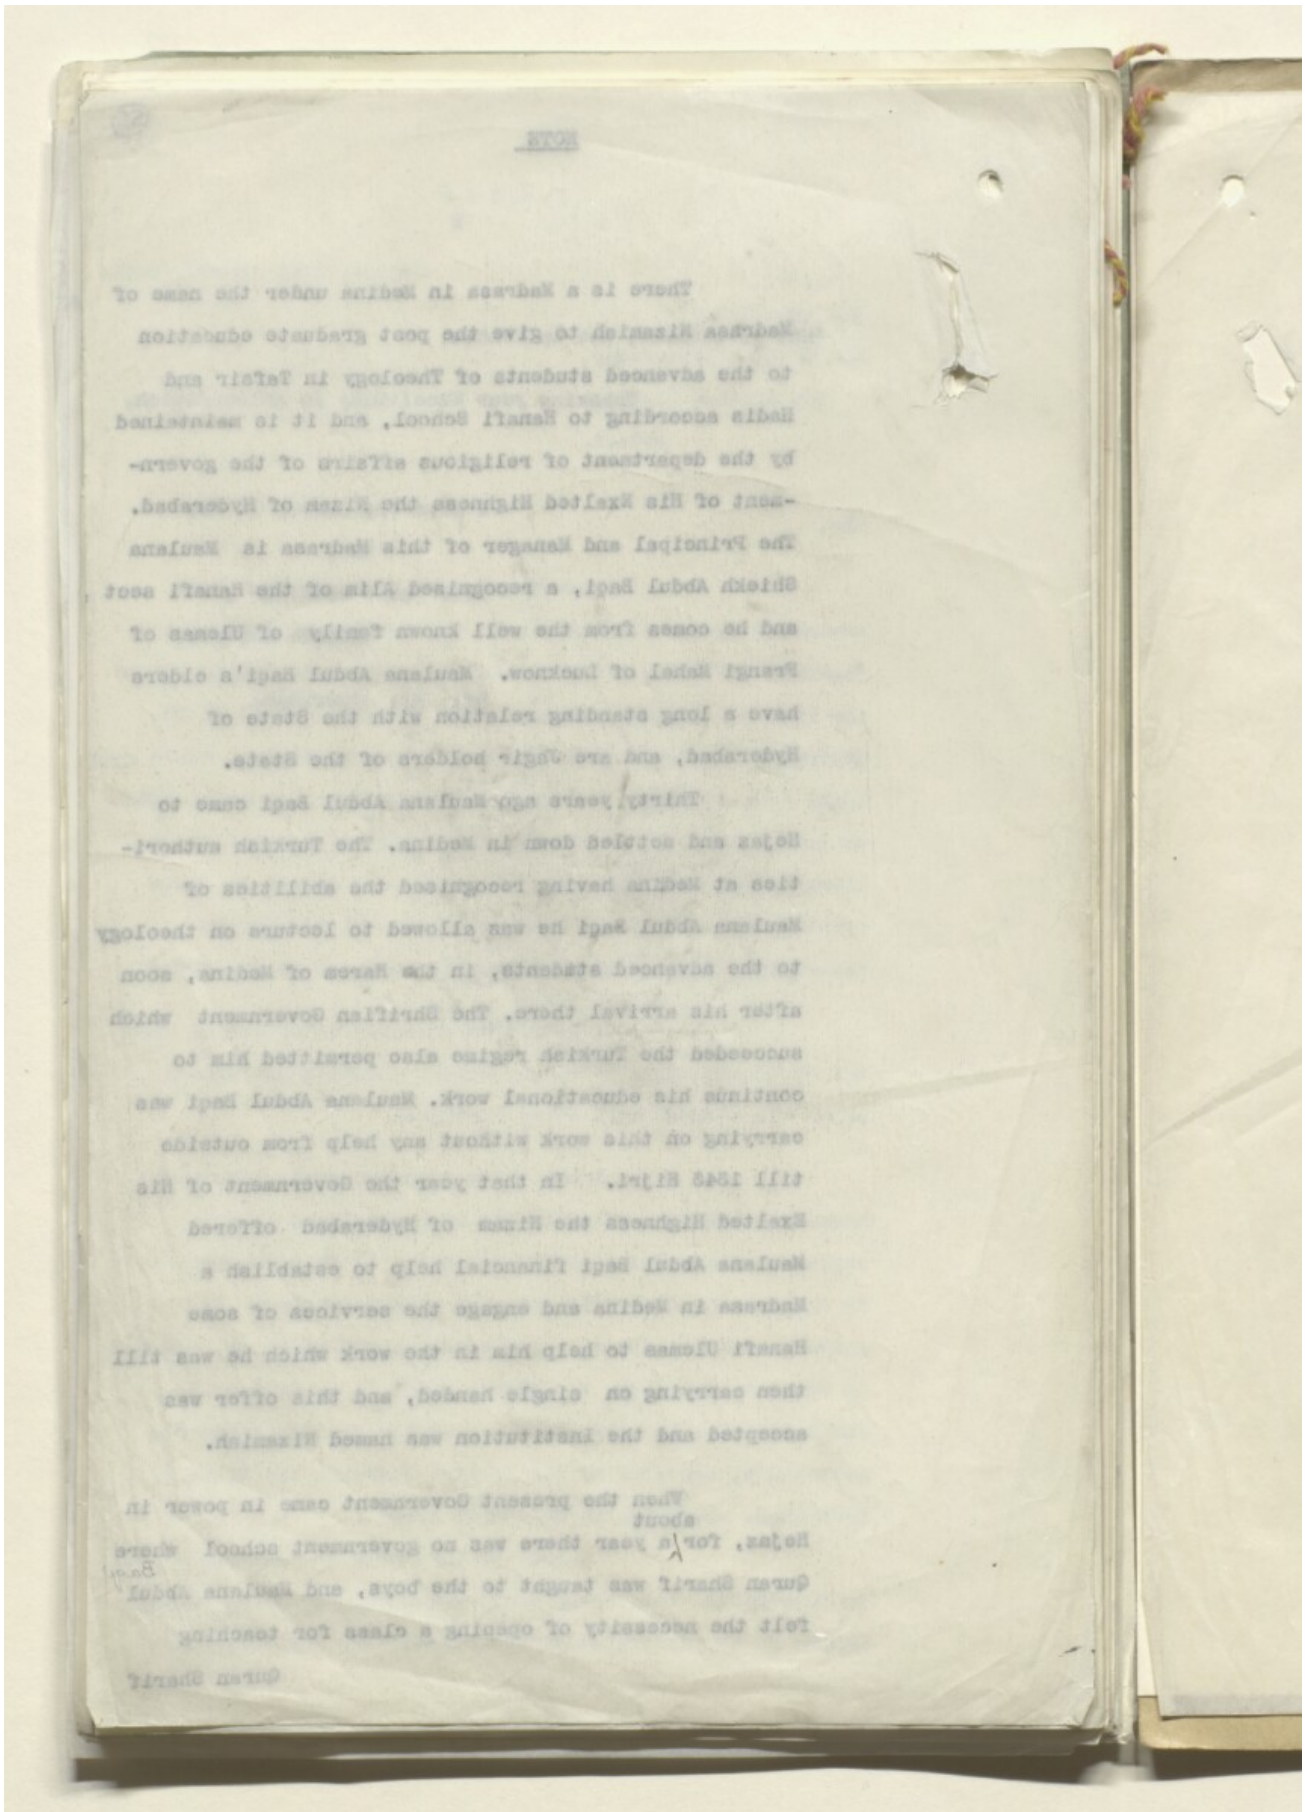 NOTE
There is a Madrasa in Medina under the name of
Madrasa Nizamiah to give the post graduate education
to the advanced students of Theology in Tafsir and
Hadis according to Hanafi School, and it is maintained
by the department of religious affairs of the govern-
-ment of His Exalted Highness the Nizam of Hyderabad.
The Principal and Manager of this Madrasa is Maulana
Shiekh Abdul Baqi, a recognised Alim of the Hanafi sect,
and he comes from the well known family of Ulemas of
Frangi Mahel of Lucknow. Maulana Abdul Baqi's elders
have a long standing relation with the State of
Hyderabad, and are Jagir holders of the State.
Thirty years ago Maulana Abdul Baqi came to
Hejaz and settled down in Medina. The Turkish authori-
ties at Medina having recognised the abilities of
Maulana Abdul Baqi he was allowed to lecture on theology
to the advanced students, in the Harem of Medina, soon
after his arrival there. The Shrifian Government which
succeeded the Turkish regime also permitted him to
continue his educational work. Maulana Abdul Baqi was
carrying on this work without any help from outside
till 1345 Hijri. In that year the Government of His
Exalted Highness the Nizam of Hyderabad offered
Maulana Abdul Baqi financial help to establish a
Madrasa in Medina and engage the services of some
Hanafi Ulemas to help him in the work which he was till
then carrying on single handed, and this offer was
accepted and the Institution was named Nizamiah.
When the present Government came in power in
about
Hejaz, for a year there was no government school where
Quran Sharif was taught to the boys, and Maulana Abdul Baqi
felt the necessity of opening a class for teaching
Quran Sharif